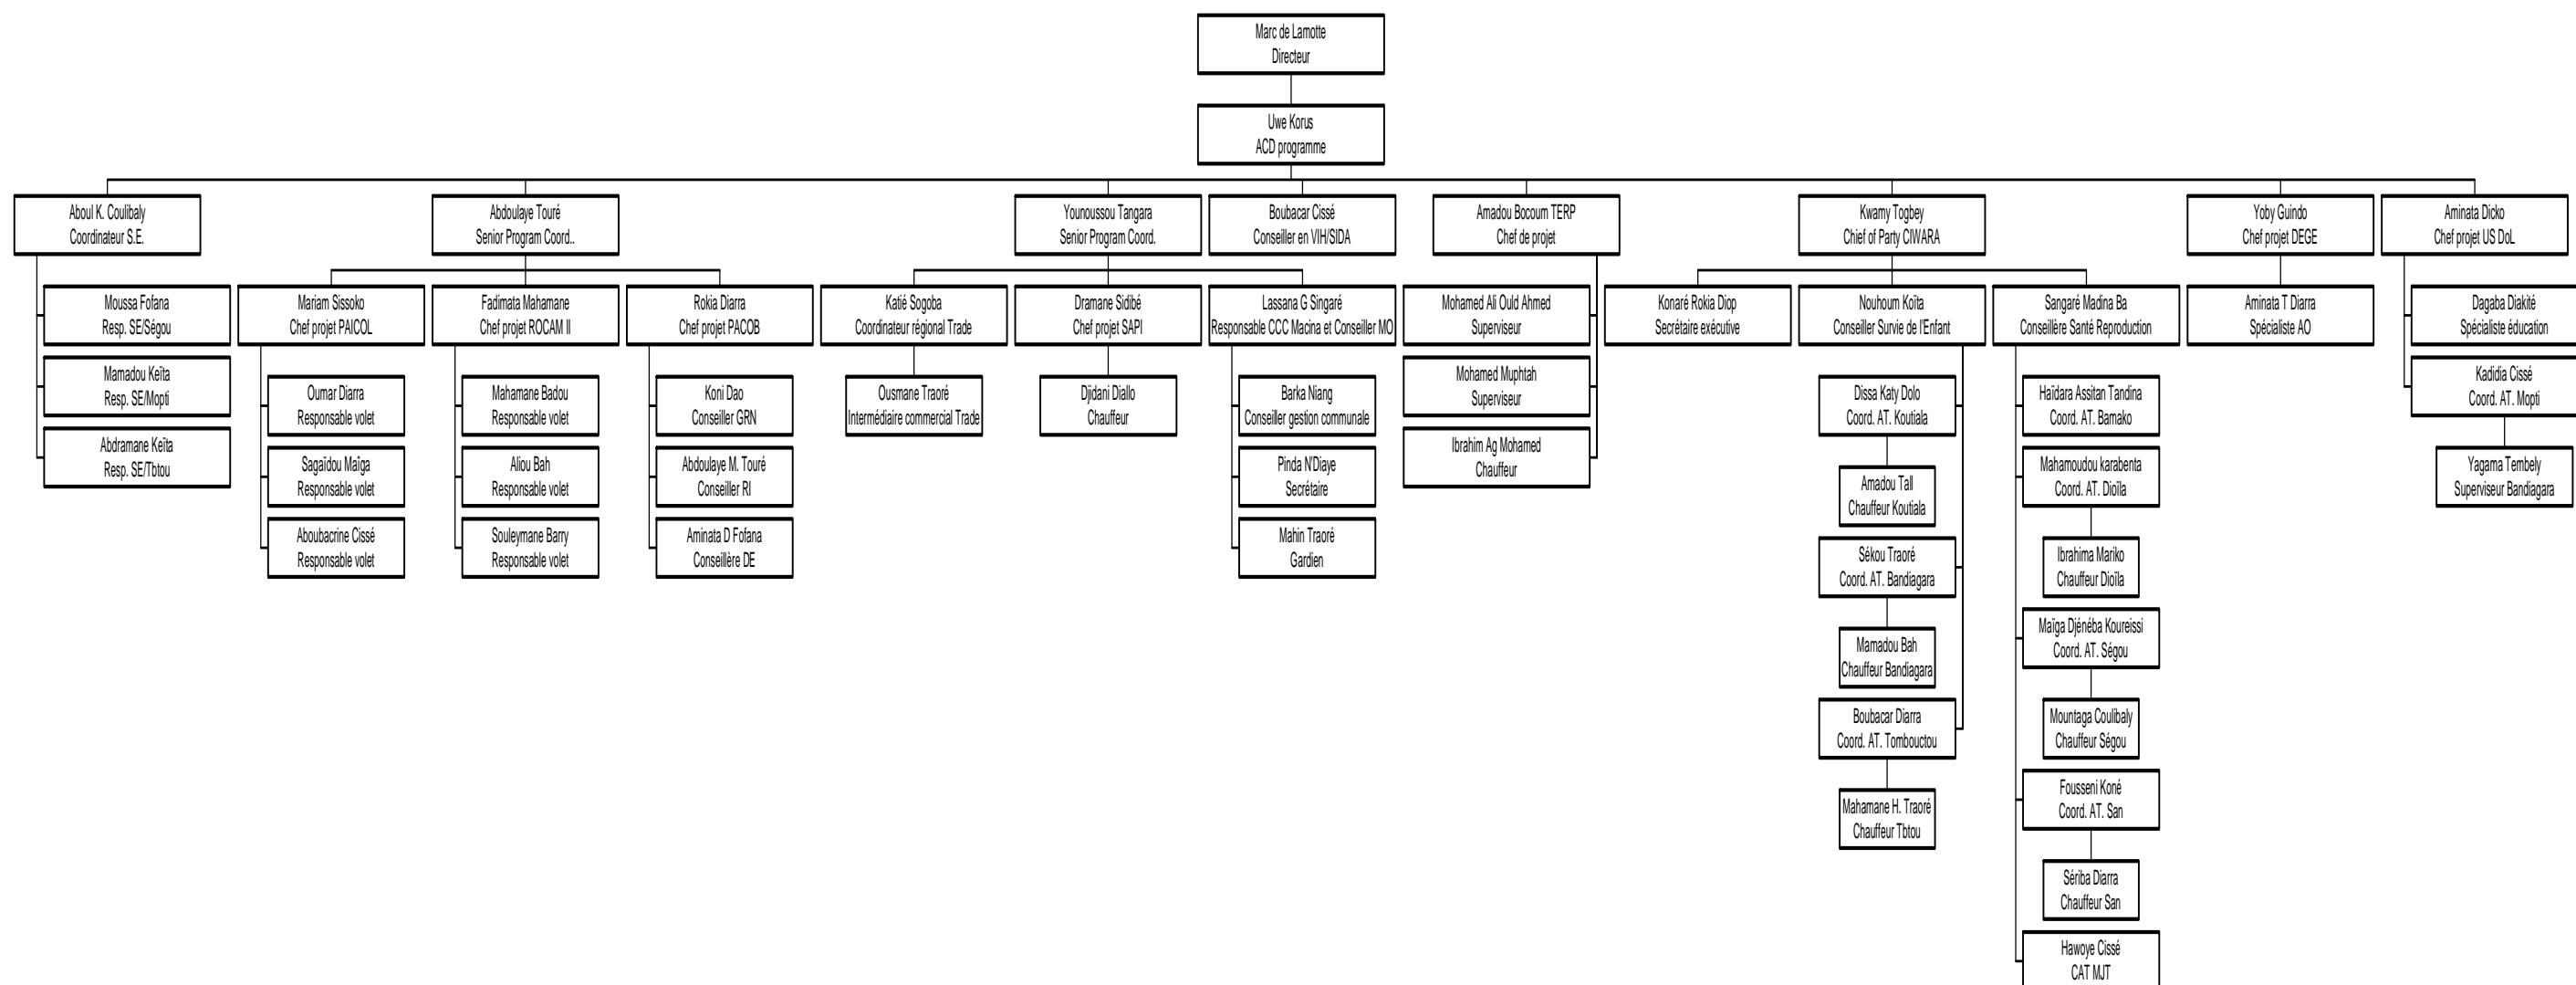 Marc de Lamotte
Directeur
Uwe Korus
ACD programme
Aboul K. Coulibaly
Coordinateur S.E.
Abdoulaye Touré
Senior Program Coord..
Younoussou Tangara
Senior Program Coord.
Boubacar Cissé
Conseiller en VIH/SIDA
Amadou Bocoum TERP
Chef de projet
Kwamy Togbey
Chief of Party CIWARA
Yoby Guindo
Chef projet DEGE
Aminata Dicko
Chef projet US DoL
Moussa Fofana
Resp. SE/Ségou
Mamadou Keîta
Resp. SE/Mopti
Abdramane Keîta
Resp. SE/Tbtou
Mariam Sissoko
Chef projet PAICOL
Oumar Diarra
Responsable volet
Sagaïdou Maîga
Responsable volet
Aboubacrine Cissé
Responsable volet
Fadimata Mahamane
Chef projet ROCAM II
Mahamane Badou
Responsable volet
Aliou Bah
Responsable volet
Souleymane Barry
Responsable volet
Rokia Diarra
Chef projet PACOB
Koni Dao
Conseiller GRN
Abdoulaye M. Touré
Conseiller RI
Aminata D Fofana
Conseillère DE
Katié Sogoba
Coordinateur régional Trade
Ousmane Traoré
Intermédiaire commercial Trade
Dramane Sidibé
Chef projet SAPI
Djidani Diallo
Chauffeur
Lassana G Singaré
Responsable CCC Macina et Conseiller MO
Barka Niang
Conseiller gestion communale
Pinda N'Diaye
Secrétaire
Mahin Traoré
Gardien
Mohamed Ali Ould Ahmed
Superviseur
Mohamed Muphtah
Superviseur
Ibrahim Ag Mohamed
Chauffeur
Konaré Rokia Diop
Secrétaire exécutive
Nouhoum Koïta
Conseiller Survie de l'Enfant
Dissa Katy Dolo
Coord. AT. Koutiala
Amadou Tall
Chauffeur Koutiala
Sékou Traoré
Coord. AT. Bandiagara
Mamadou Bah
Chauffeur Bandiagara
Boubacar Diarra
Coord. AT. Tombouctou
Mahamane H. Traoré
Chauffeur Tbtou
Sangaré Madina Ba
Conseillère Santé Reproduction
Haïdara Assitan Tandina
Coord. AT. Bamako
Mahamoudou karabenta
Coord. AT. Dioïla
Ibrahima Mariko
Chauffeur Dioïla
Maïga Djénéba Koureissi
Coord. AT. Ségou
Mountaga Coulibaly
Chauffeur Ségou
Fousseni Koné
Coord. AT. San
Sériba Diarra
Chauffeur San
Hawoye Cissé
CAT MJT
Aminata T Diarra
Spécialiste AO
Dagaba Diakité
Spécialiste éducation
Kadidia Cissé
Coord. AT. Mopti
Yagama Tembely
Superviseur Bandiagara